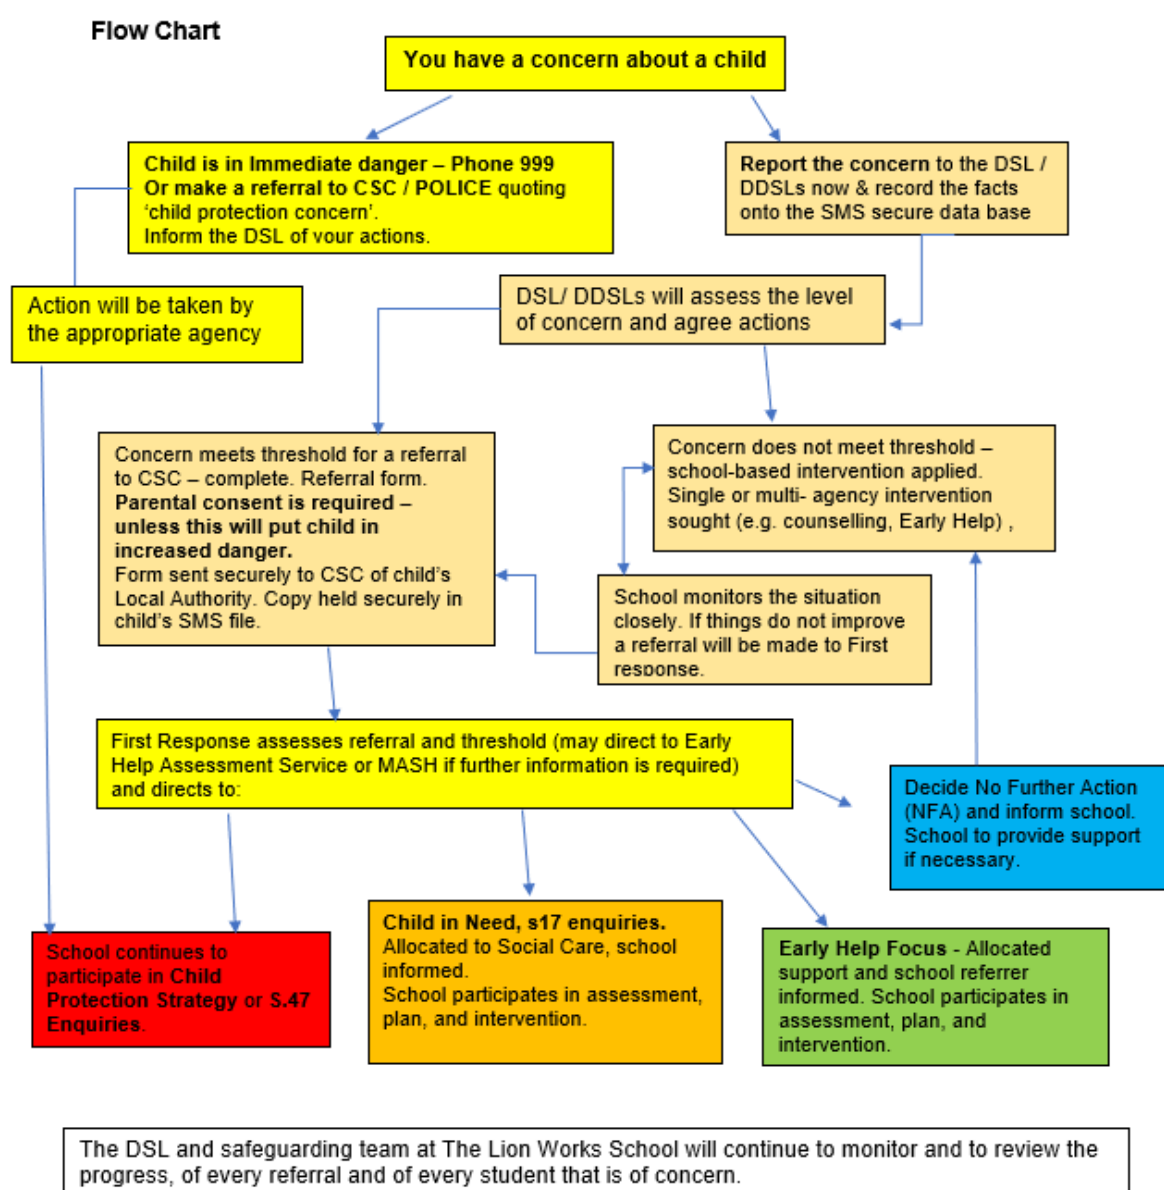 Flow Chart
You have a concern about a child
Child is in Immediate danger – Phone 999
Or make a referral to CSC / POLICE quoting
‘child protection concern’.
Inform the DSL of your actions.
Report the concern to the DSL /
DDSLs now & record the facts
onto the SMS secure data base
Action will be taken by
the appropriate agency
DSL/ DDSLs will assess the level
of concern and agree actions
Concern meets threshold for a referral
to CSC – complete. Referral form.
Parental consent is required –
unless this will put child in
increased danger.
Form sent securely to CSC of child’s
Local Authority. Copy held securely in
child’s SMS file.
Concern does not meet threshold –
school-based intervention applied.
Single or multi- agency intervention
sought (e.g. counselling, Early Help) ,
School monitors the situation
closely. If things do not improve
a referral will be made to First
response.
First Response assesses referral and threshold (may direct to Early
Help Assessment Service or MASH if further information is required)
and directs to:
Decide No Further Action
(NFA) and inform school.
School to provide support
if necessary.
School continues to
participate in Child
Protection Strategy or S.47
Enquiries.
Child in Need, s17 enquiries.
Allocated to Social Care, school
informed.
School participates in assessment,
plan, and intervention.
Early Help Focus - Allocated
support and school referrer
informed. School participates in
assessment, plan, and
intervention.
The DSL and safeguarding team at The Lion Works School will continue to monitor and to review the
progress, of every referral and of every student that is of concern.